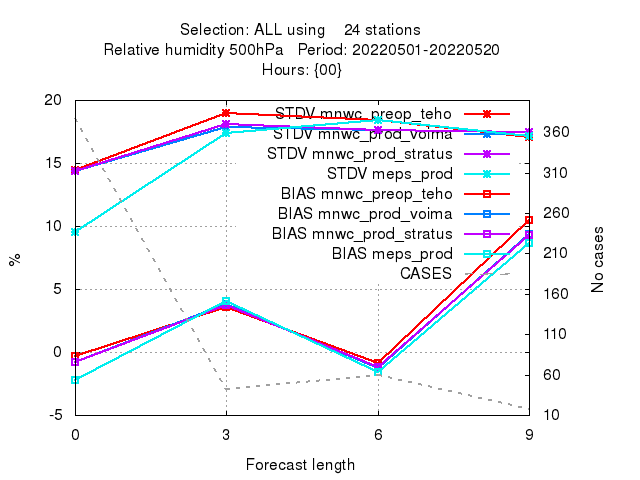 Selection: ALL using    24 stations
Relative humidity 500hPa   Period: 20220501-20220520
Hours: {00}
20
15
10
5
0
-5
%
STDV mnwc_preop_teho
STDV mnwc_prod_voima
STDV mnwc_prod_stratus
STDV meps_prod
BIAS mnwc_preop_teho
BIAS mnwc_prod_voima
BIAS mnwc_prod_stratus
BIAS meps_prod
CASES
360
310
260
210
160
110
60
10
No cases
0 3 6 9
Forecast length